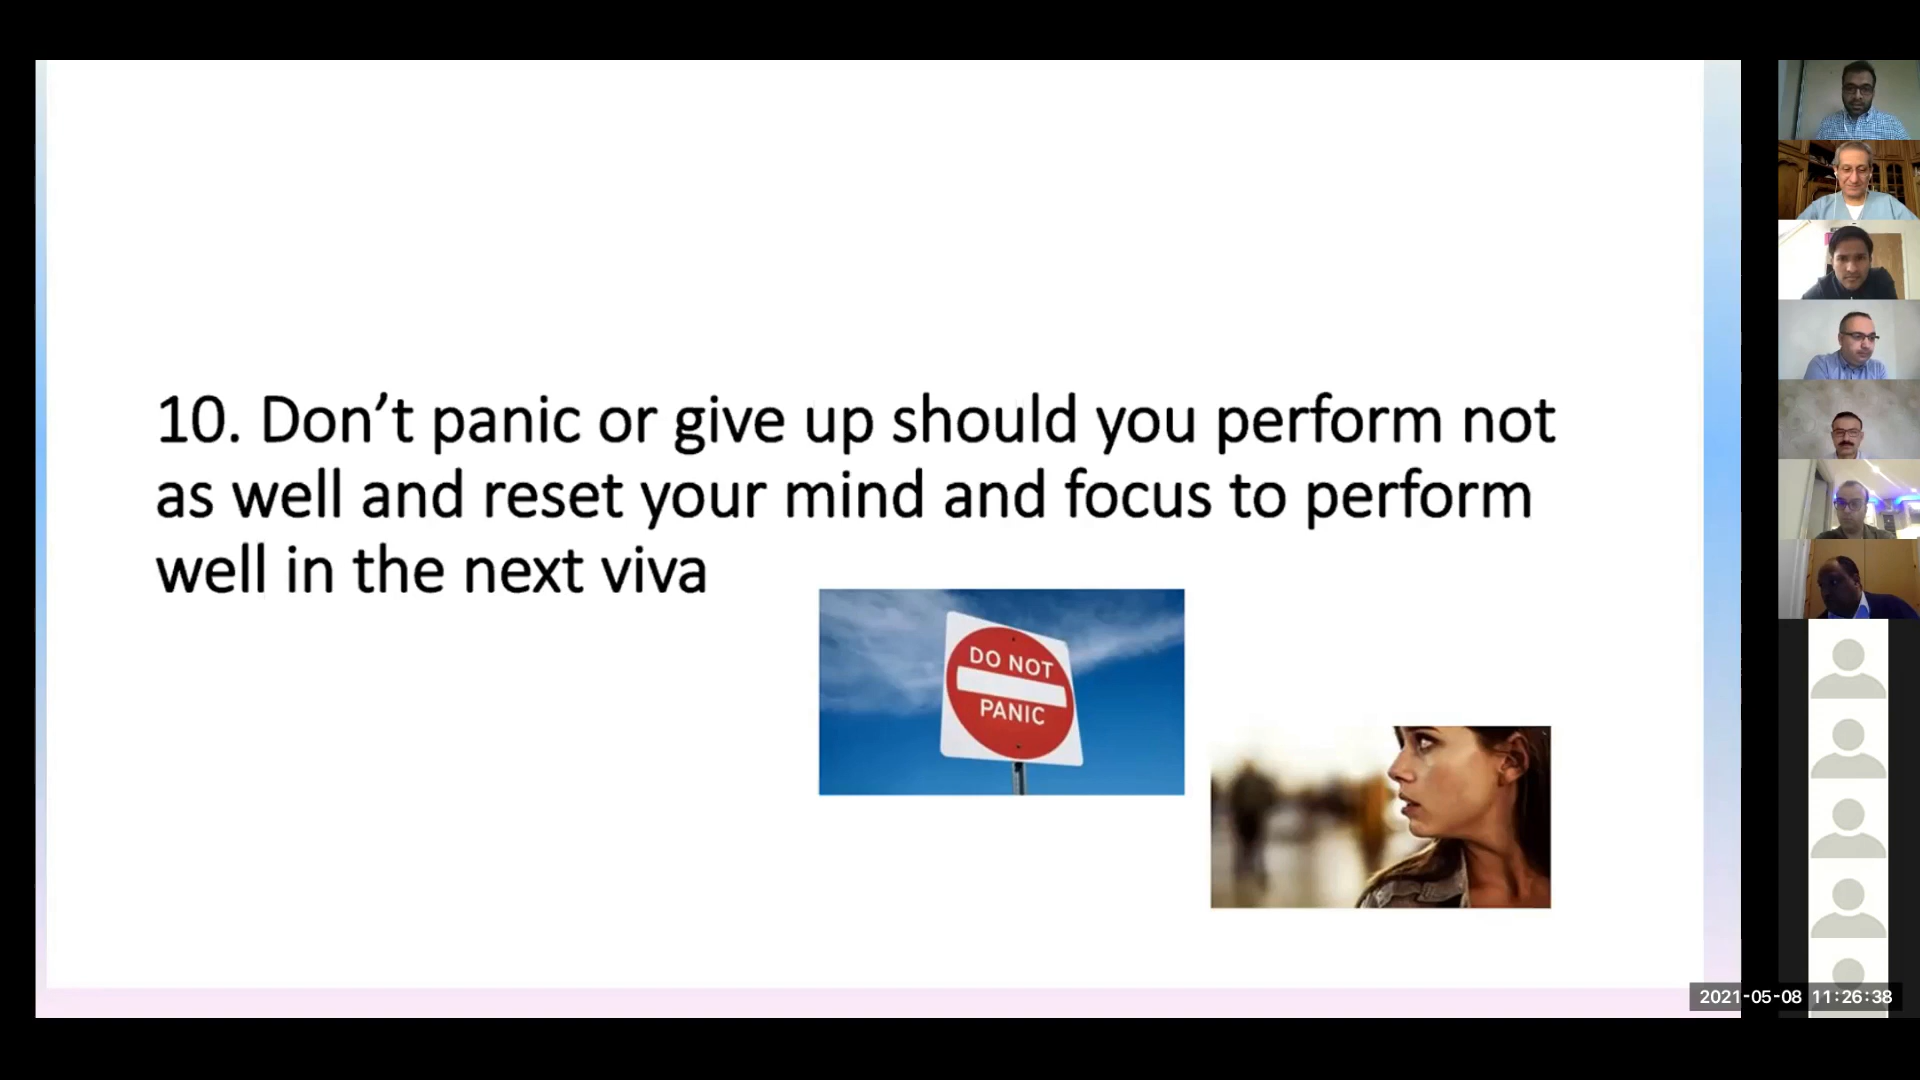 10. Don’t panic or give up should you perform not
as well and reset your mind and focus to perform
well in the next viva
DO NOT
PANIC
2021-05-08 11:26:38